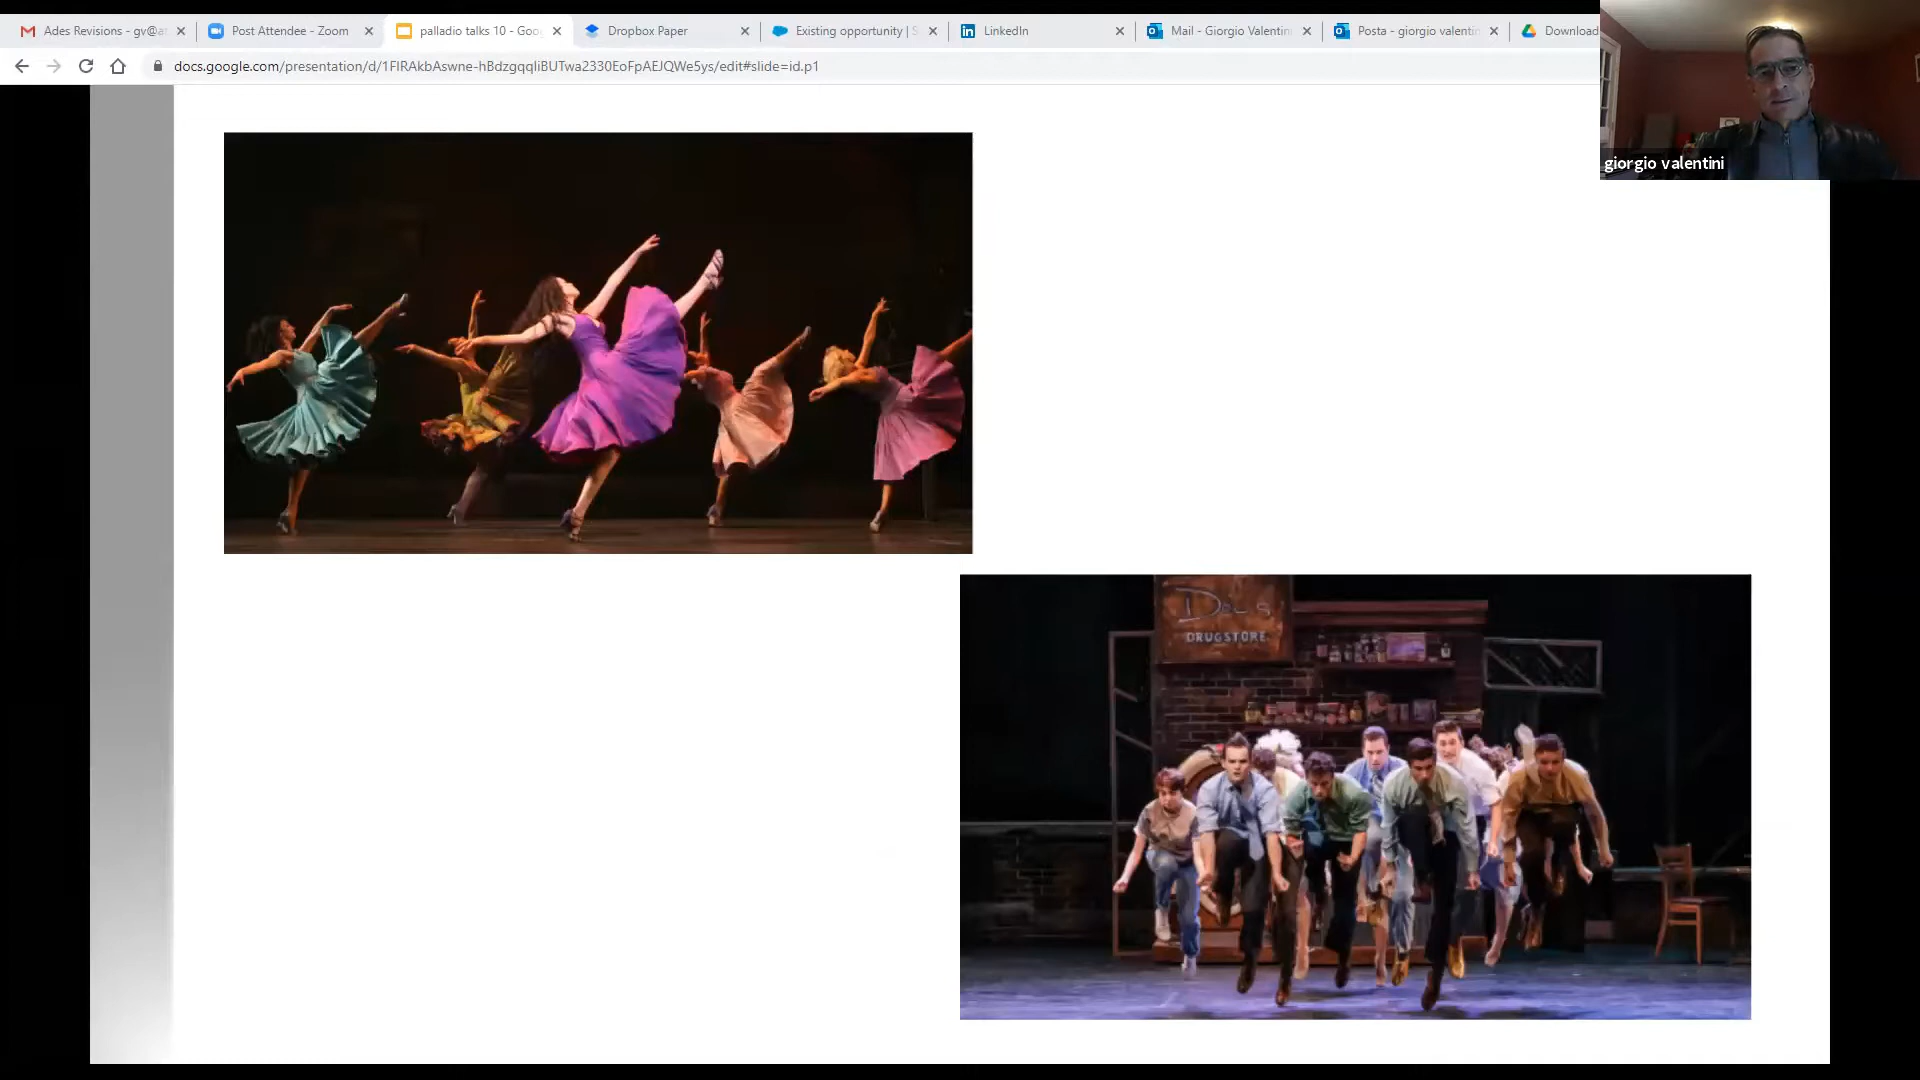 Ades Revisions - gv@a
Post Attendee - Zoom
palladio talks 10 - Goo
Dropbox Paper
Existing opportunity | S
LinkedIn
Mail - Giorgio Valentin
Posta - giorgio valentin
Download
docs.google.com/presentation/d/1FIRAkbAswne-hBdzgqqIiBUTwa2330EoFpAEJQWe5ys/edit#slide=id.p1
giorgio valentini
DRUGSTORE